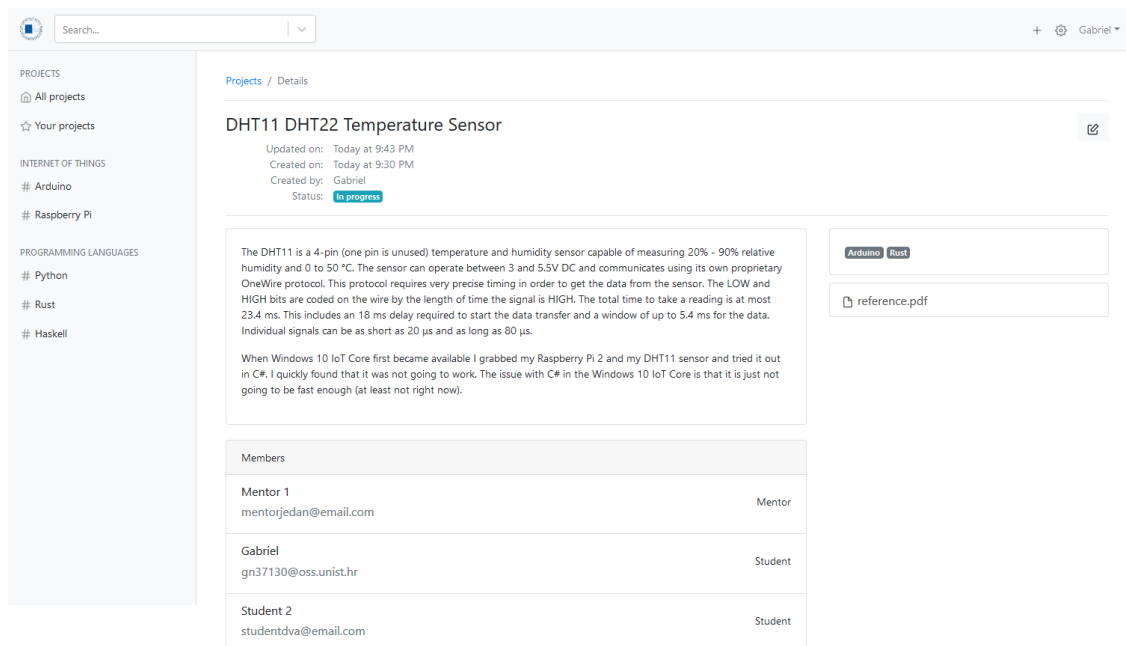 Search...
Gabriel
PROJECTS
All projects
Your projects
INTERNET OF THINGS
# Arduino
# Raspberry Pi
PROGRAMMING LANGUAGES
# Python
# Rust
# Haskell
Projects / Details
DHT11 DHT22 Temperature Sensor
Updated on: Today at 9:43 PM
Created on: Today at 9:30 PM
Created by: Gabriel
Status: In progress
The DHT11 is a 4-pin (one pin is unused) temperature and humidity sensor capable of measuring 20% - 90% relative
humidity and 0 to 50 °C. The sensor can operate between 3 and 5.5V DC and communicates using its own proprietary
OneWire protocol. This protocol requires very precise timing in order to get the data from the sensor. The LOW and
HIGH bits are coded on the wire by the length of time the signal is HIGH. The total time to take a reading is at most
23.4 ms. This includes an 18 ms delay required to start the data transfer and a window of up to 5.4 ms for the data.
Individual signals can be as short as 20 μs and as long as 80 μs.
When Windows 10 IoT Core first became available I grabbed my Raspberry Pi 2 and my DHT11 sensor and tried it out
in C#. I quickly found that it was not going to work. The issue with C# in the Windows 10 IoT Core is that it is just not
going to be fast enough (at least not right now).
Arduino Rust
reference.pdf
Members
Mentor 1
mentorjedan@email.com
Mentor
Gabriel
gn37130@oss.unist.hr
Student
Student 2
studentdva@email.com
Student